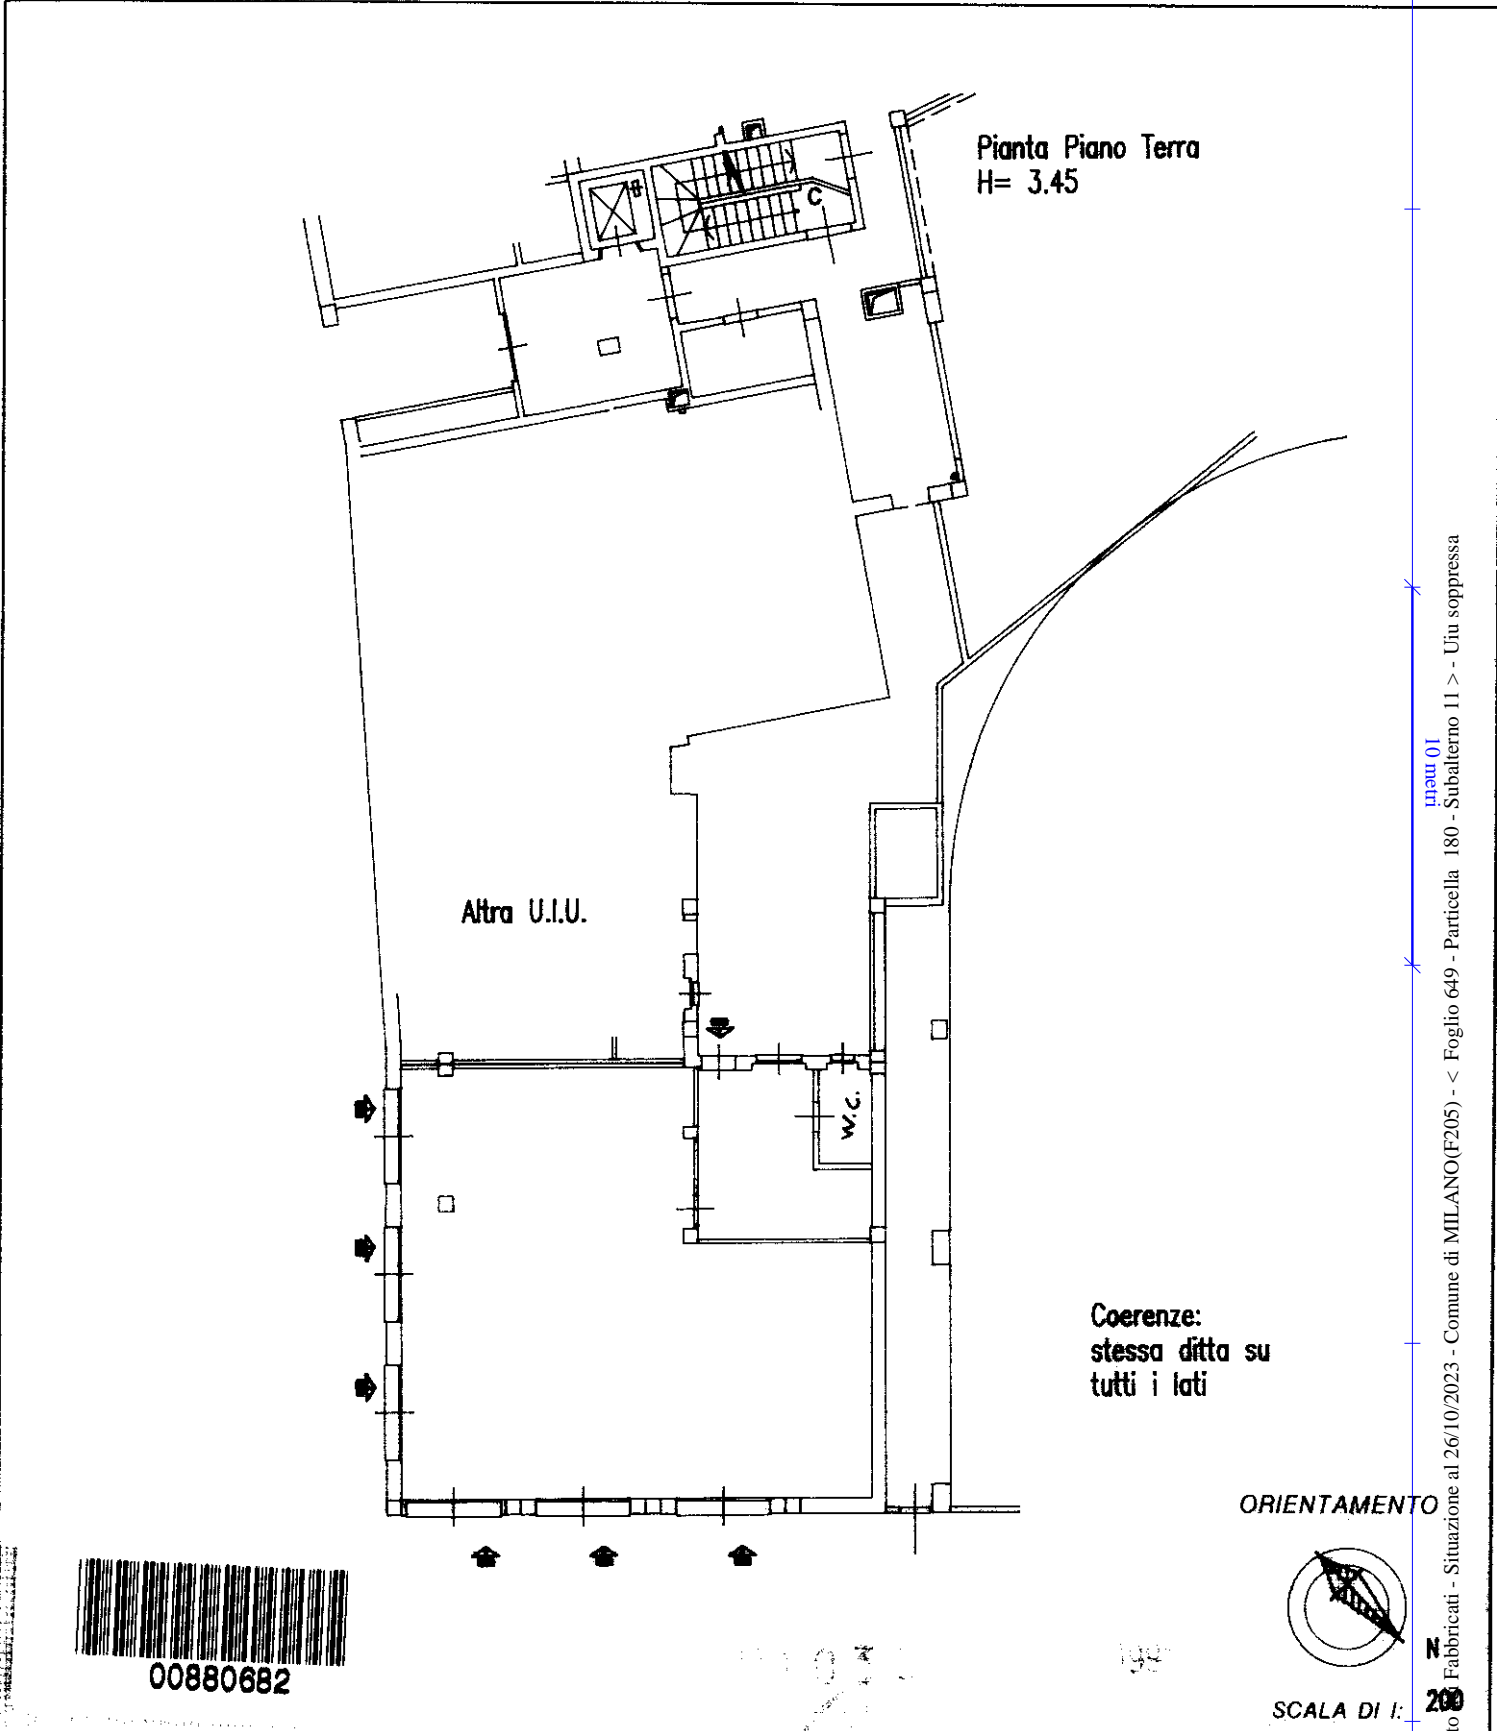 Pianta Piano Terra
H= 3.45
C
Altra U.I.U.
w.c.
Coerenze:
stessa ditta su
tutti i lati
ORIENTAMENTO
N
SCALA DI 1: 200
00880682
10 metri
Fabbricati - Situazione al 26/10/2023 - Comune di MILANO(F205) - < Foglio 649 - Particella 180 - Subalterno 11 > - Uiu soppressa